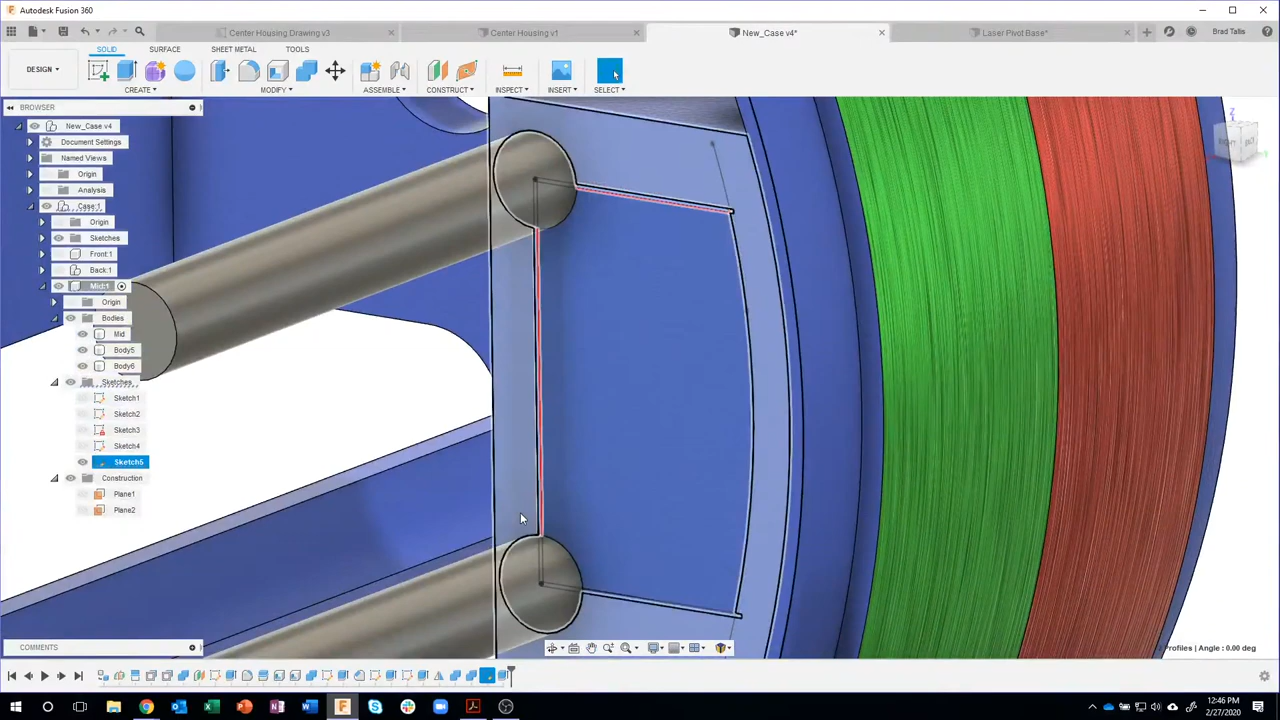 Autodesk Fusion 360
Center Housing Drawing v3
Center Housing v1
New_Case v4*
Laser Pivot Base*
Brad Tallis
SOLID
SURFACE
SHEET METAL
TOOLS
DESIGN
CREATE
MODIFY
ASSEMBLE
CONSTRUCT
INSPECT
INSERT
SELECT
BROWSER
New_Case v4
Document Settings
Named Views
Origin
Analysis
Case:1
Origin
Sketches
Front:1
Back:1
Mid:1
Origin
Bodies
Mid
Body5
Body6
Sketches
Sketch1
Sketch2
Sketch3
Sketch4
Sketch5
Construction
Plane1
Plane2
COMMENTS
Profiles | Angle : 0.00 deg
12:46 PM
2/27/2020